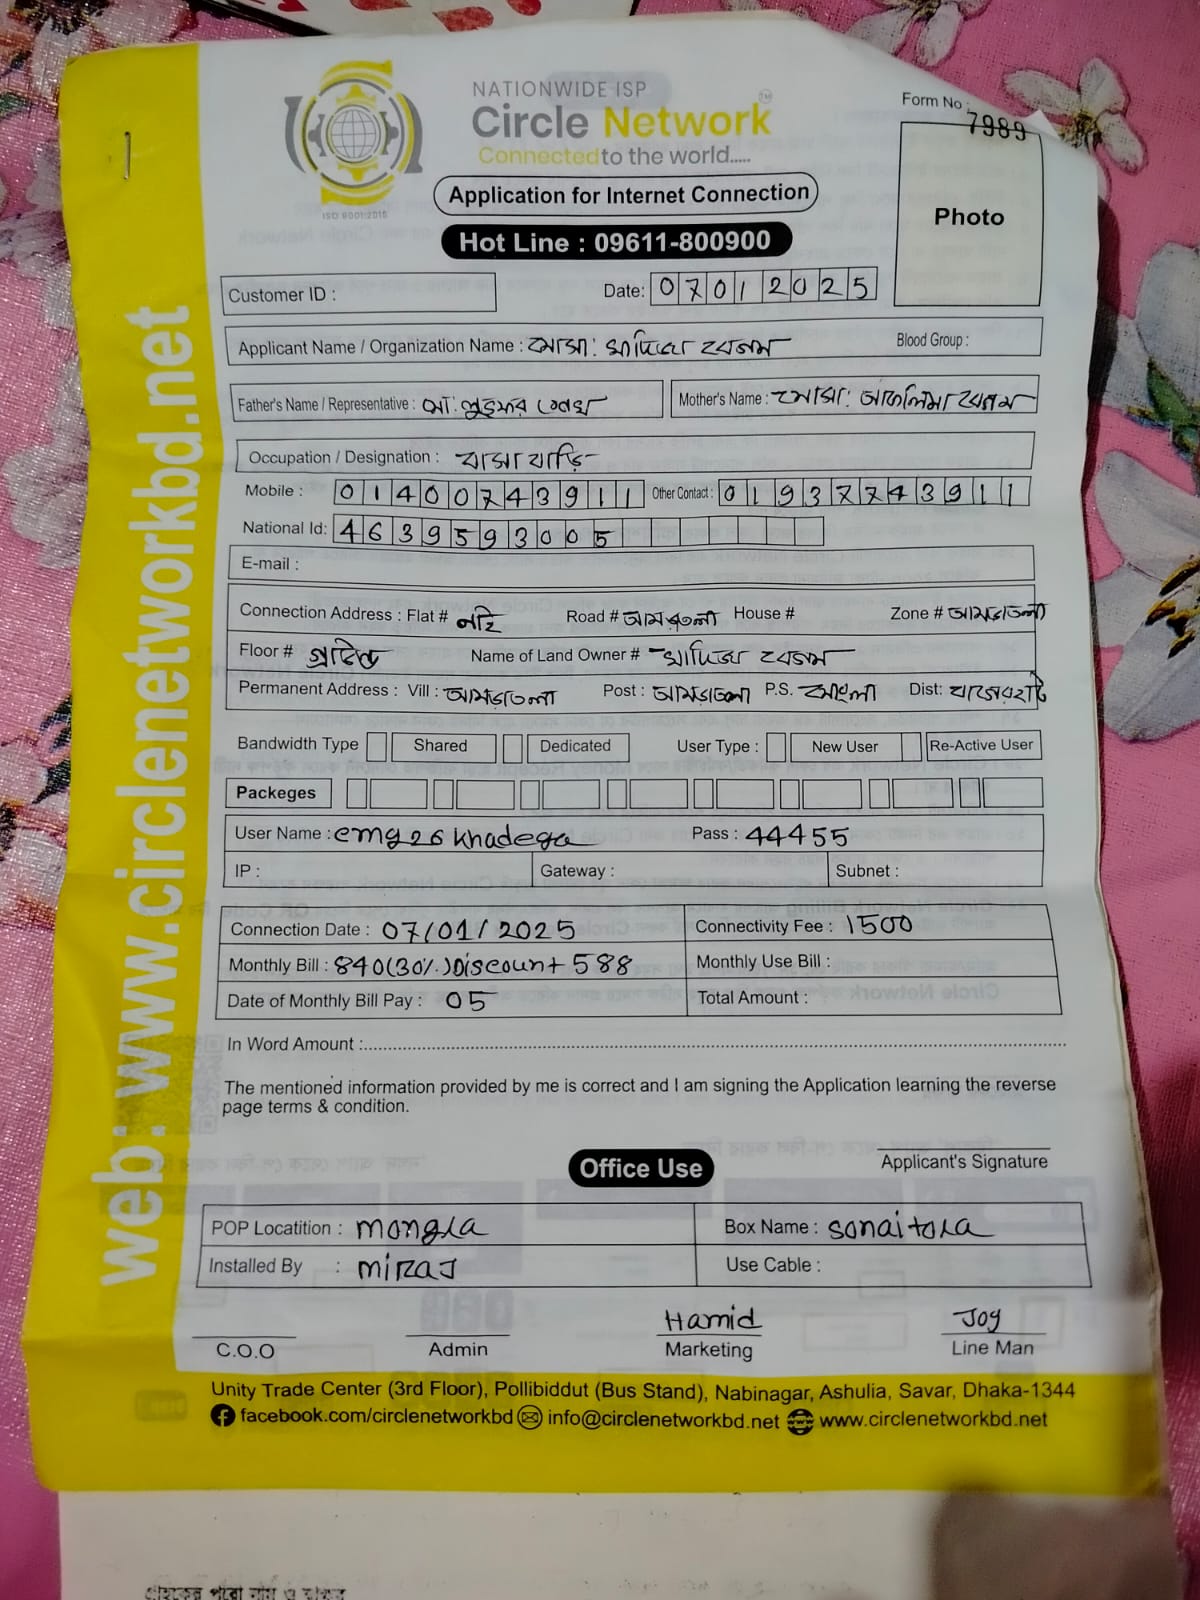 NATIONWIDE ISP
Circle Network TM
Connected to the world.....
ISO 9001:2015
Application for Internet Connection
Hot Line : 09611-800900
Form No : 7989
Photo
Customer ID :
Date: 07012025
Applicant Name / Organization Name : মোসা: খাদিজা বেগম
Blood Group :
Father's Name / Representative : মো: লুৎফর শেখ
Mother's Name : মোসা: তাসলিমা বেগম
Occupation / Designation : বাসা বাড়ি
Mobile : 01400743911 Other Contact : 01937743911
National Id: 4639593005
E-mail :
Connection Address : Flat # নাই Road # আমড়াতলা House # Zone # আমড়াতলা
Floor # Name of Land Owner # খাদিজা বেগম
Permanent Address : Vill : আমড়াতলা Post : আমড়াতলা P.S. মোংলা Dist: বাগেরহাট
Bandwidth Type Shared Dedicated User Type : New User Re-Active User
Packeges
User Name : emg26khadega Pass : 44455
IP : Gateway : Subnet :
Connection Date : 07/01/2025 Connectivity Fee : 1500
Monthly Bill : 840(30%)Discount 588 Monthly Use Bill :
Date of Monthly Bill Pay : 05 Total Amount :
In Word Amount :
The mentioned information provided by me is correct and I am signing the Application learning the reverse
page terms & condition.
Applicant's Signature
Office Use
POP Locatition : mongla Box Name : sonaitola
Installed By : miraj Use Cable :
Hamid Joy
C.O.O Admin Marketing Line Man
Unity Trade Center (3rd Floor), Pollibiddut (Bus Stand), Nabinagar, Ashulia, Savar, Dhaka-1344
facebook.com/circlenetworkbd info@circlenetworkbd.net www.circlenetworkbd.net
web: www.circlenetworkbd.net